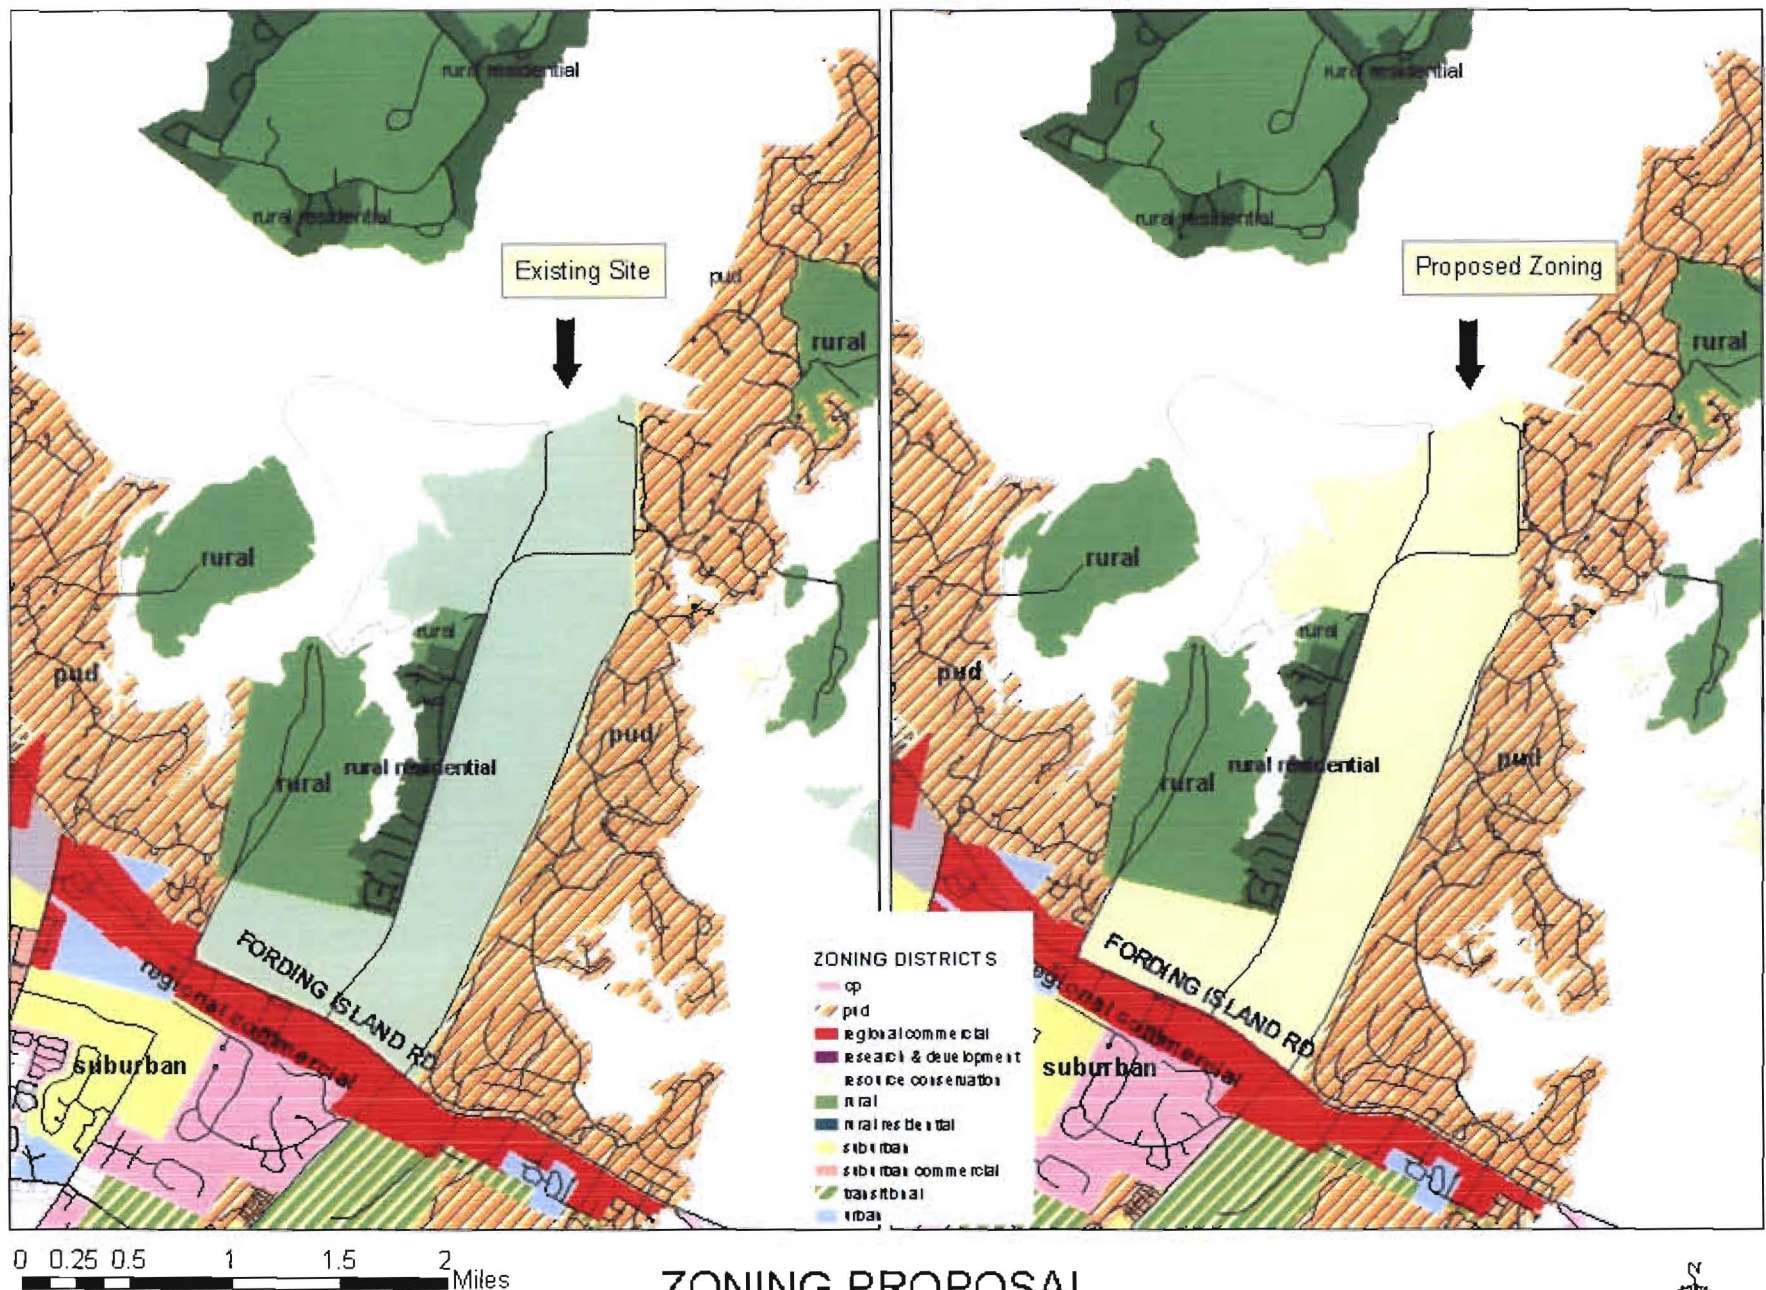 rural residential
rural residential
Existing Site
pud
rural
rural
pud
rural
rural
rural residential
pud
FORDING ISLAND RD
regional commercial
suburban
rural residential
rural residential
Proposed Zoning
rural
rural
pud
rural
rural
rural residential
pud
FORDING ISLAND RD
regional commercial
suburban
ZONING DISTRICTS
cp
pud
regional commercial
research & development
resource conservation
rural
rural residential
suburban
suburban commercial
transitional
urban
0 0.25 0.5 1 1.5 2
Miles
ZONING PROPOSAL
N